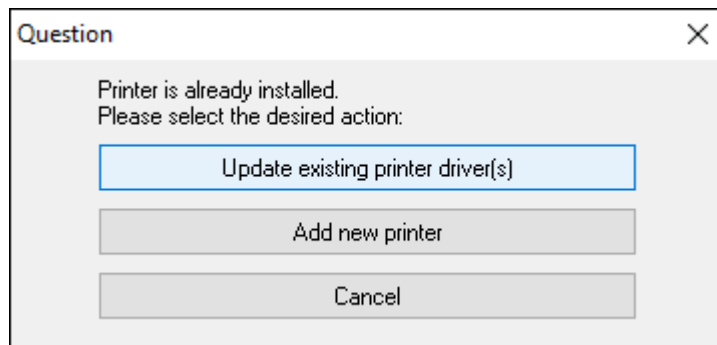 Question
Printer is already installed.
Please select the desired action:
Update existing printer driver(s)
Add new printer
Cancel